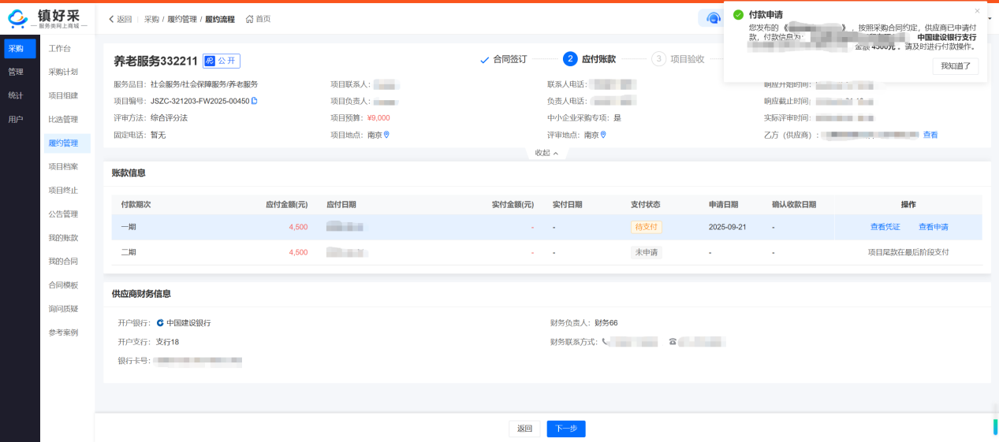 镇好采
服务类网上商城
返回 采购 / 履约管理 / 履约流程 首页
采购
管理
统计
用户
工作台
采购计划
项目组建
比选管理
履约管理
项目档案
项目终止
公告管理
我的账款
我的合同
合同模板
询问质疑
参考案例
付款申请
您发布的《 》，按照采购合同约定，供应商已申请付
款，付款信息为： 中国建设银行支行
金额 4500元 。请及时进行付款操作。
我知道了
养老服务332211 公开
合同签订 2 应付账款 3 项目验收
服务品目： 社会服务/社会保障服务/养老服务 项目联系人： 联系人电话： 响应开始时间：
项目编号： JSZC-321203-FW2025-00450 项目负责人： 负责人电话： 响应截止时间：
评审方法： 综合评分法 项目预算： ¥9,000 中小企业采购专项： 是 实际评审时间：
固定电话： 暂无 项目地点： 南京 评审地点： 南京 乙方（供应商）： 查看
收起
账款信息
付款期次 应付金额(元) 应付日期 实付金额(元) 实付日期 支付状态 申请日期 确认收款日期 操作
一期 4,500 - - 待支付 2025-09-21 - 查看凭证 查看申请
二期 4,500 - - 未申请 - - 项目尾款在最后阶段支付
供应商财务信息
开户银行： 中国建设银行 财务负责人： 财务66
开户支行： 支行18 财务联系方式：
银行卡号：
返回 下一步